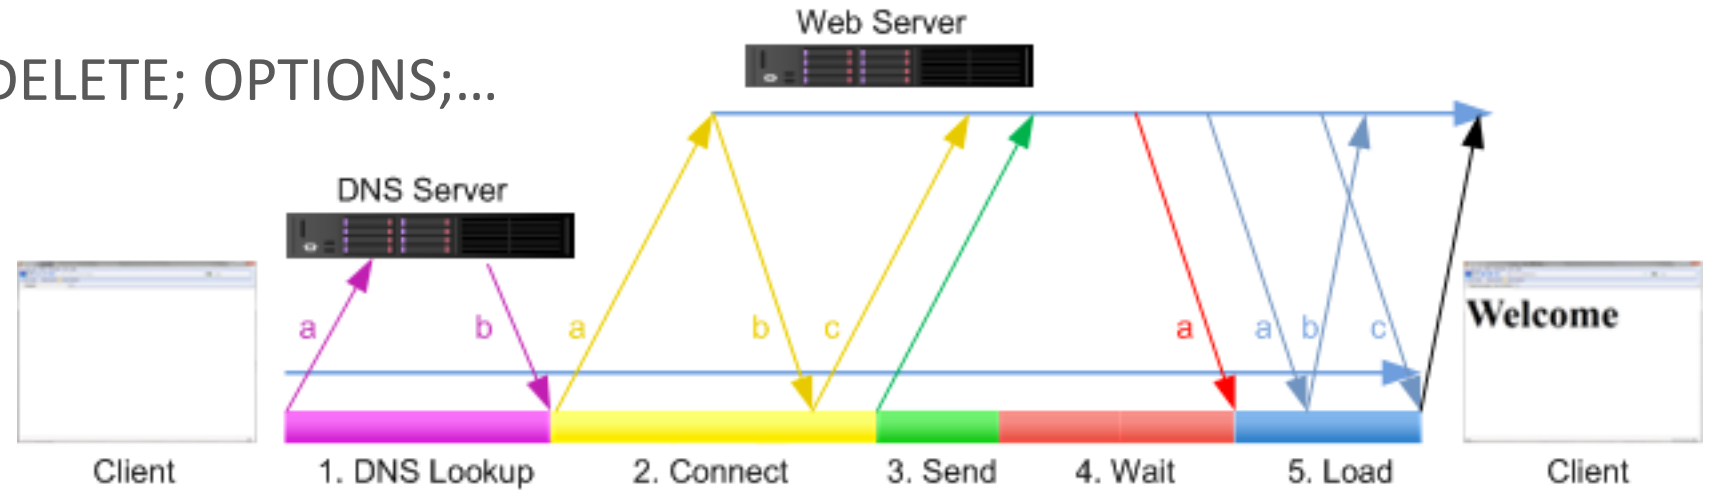 Web Server
DELETE; OPTIONS;...
DNS Server
Welcome
a b a b c a a b c
Client 1. DNS Lookup 2. Connect 3. Send 4. Wait 5. Load Client